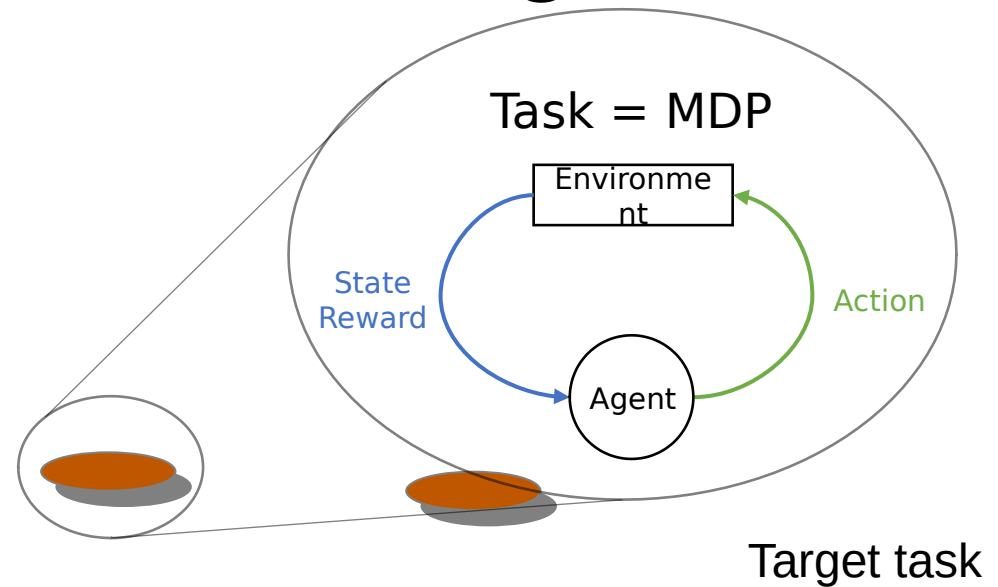 Task = MDP
Environme
nt
State
Reward
Action
Agent
Target task